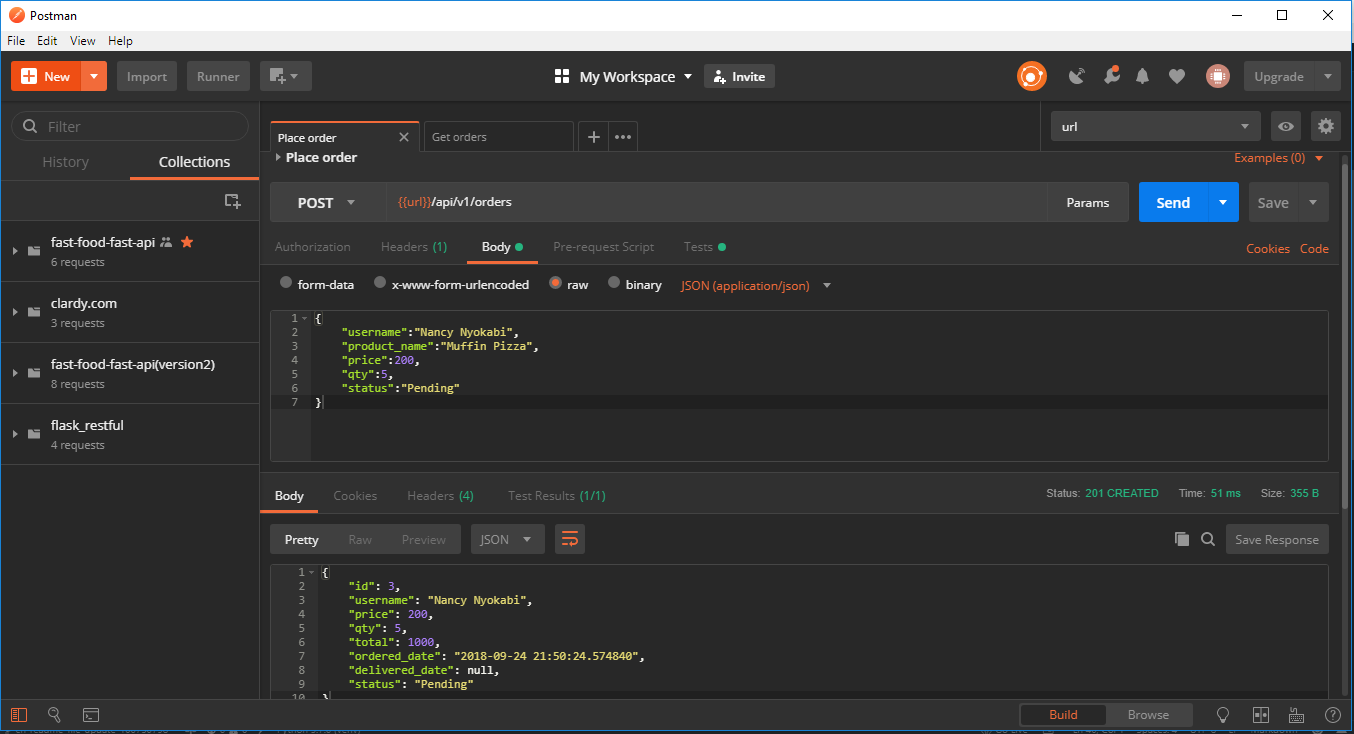 Postman
File Edit View Help
New Import Runner My Workspace Invite Upgrade
Filter
History Collections
fast-food-fast-api
6 requests
clardy.com
3 requests
fast-food-fast-api(version2)
8 requests
flask_restful
4 requests
Place order Get orders
url
Place order
Examples (0)
POST {{url}}/api/v1/orders Params Send Save
Authorization Headers (1) Body Pre-request Script Tests Cookies Code
form-data x-www-form-urlencoded raw binary JSON (application/json)
1 {
2 "username":"Nancy Nyokabi",
3 "product_name":"Muffin Pizza",
4 "price":200,
5 "qty":5,
6 "status":"Pending"
7 }
Body Cookies Headers (4) Test Results (1/1) Status: 201 CREATED Time: 51 ms Size: 355 B
Pretty Raw Preview JSON Save Response
1 {
2 "id": 3,
3 "username": "Nancy Nyokabi",
4 "price": 200,
5 "qty": 5,
6 "total": 1000,
7 "ordered_date": "2018-09-24 21:50:24.574840",
8 "delivered_date": null,
9 "status": "Pending"
10 }
Build Browse